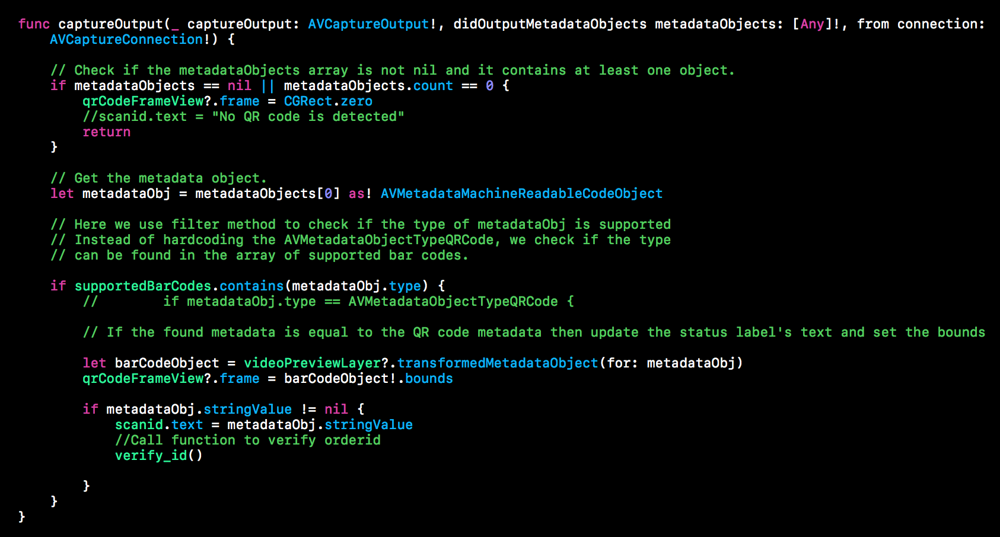 func captureOutput(_ captureOutput: AVCaptureOutput!, didOutputMetadataObjects metadataObjects: [Any]!, from connection:
    AVCaptureConnection!) {

    // Check if the metadataObjects array is not nil and it contains at least one object.
    if metadataObjects == nil || metadataObjects.count == 0 {
        qrCodeFrameView?.frame = CGRect.zero
        //scanid.text = "No QR code is detected"
        return
    }

    // Get the metadata object.
    let metadataObj = metadataObjects[0] as! AVMetadataMachineReadableCodeObject

    // Here we use filter method to check if the type of metadataObj is supported
    // Instead of hardcoding the AVMetadataObjectTypeQRCode, we check if the type
    // can be found in the array of supported bar codes.

    if supportedBarCodes.contains(metadataObj.type) {
        //        if metadataObj.type == AVMetadataObjectTypeQRCode {

        // If the found metadata is equal to the QR code metadata then update the status label's text and set the bounds

        let barCodeObject = videoPreviewLayer?.transformedMetadataObject(for: metadataObj)
        qrCodeFrameView?.frame = barCodeObject!.bounds

        if metadataObj.stringValue != nil {
            scanid.text = metadataObj.stringValue
            //Call function to verify orderid
            verify_id()

        }
    }
}